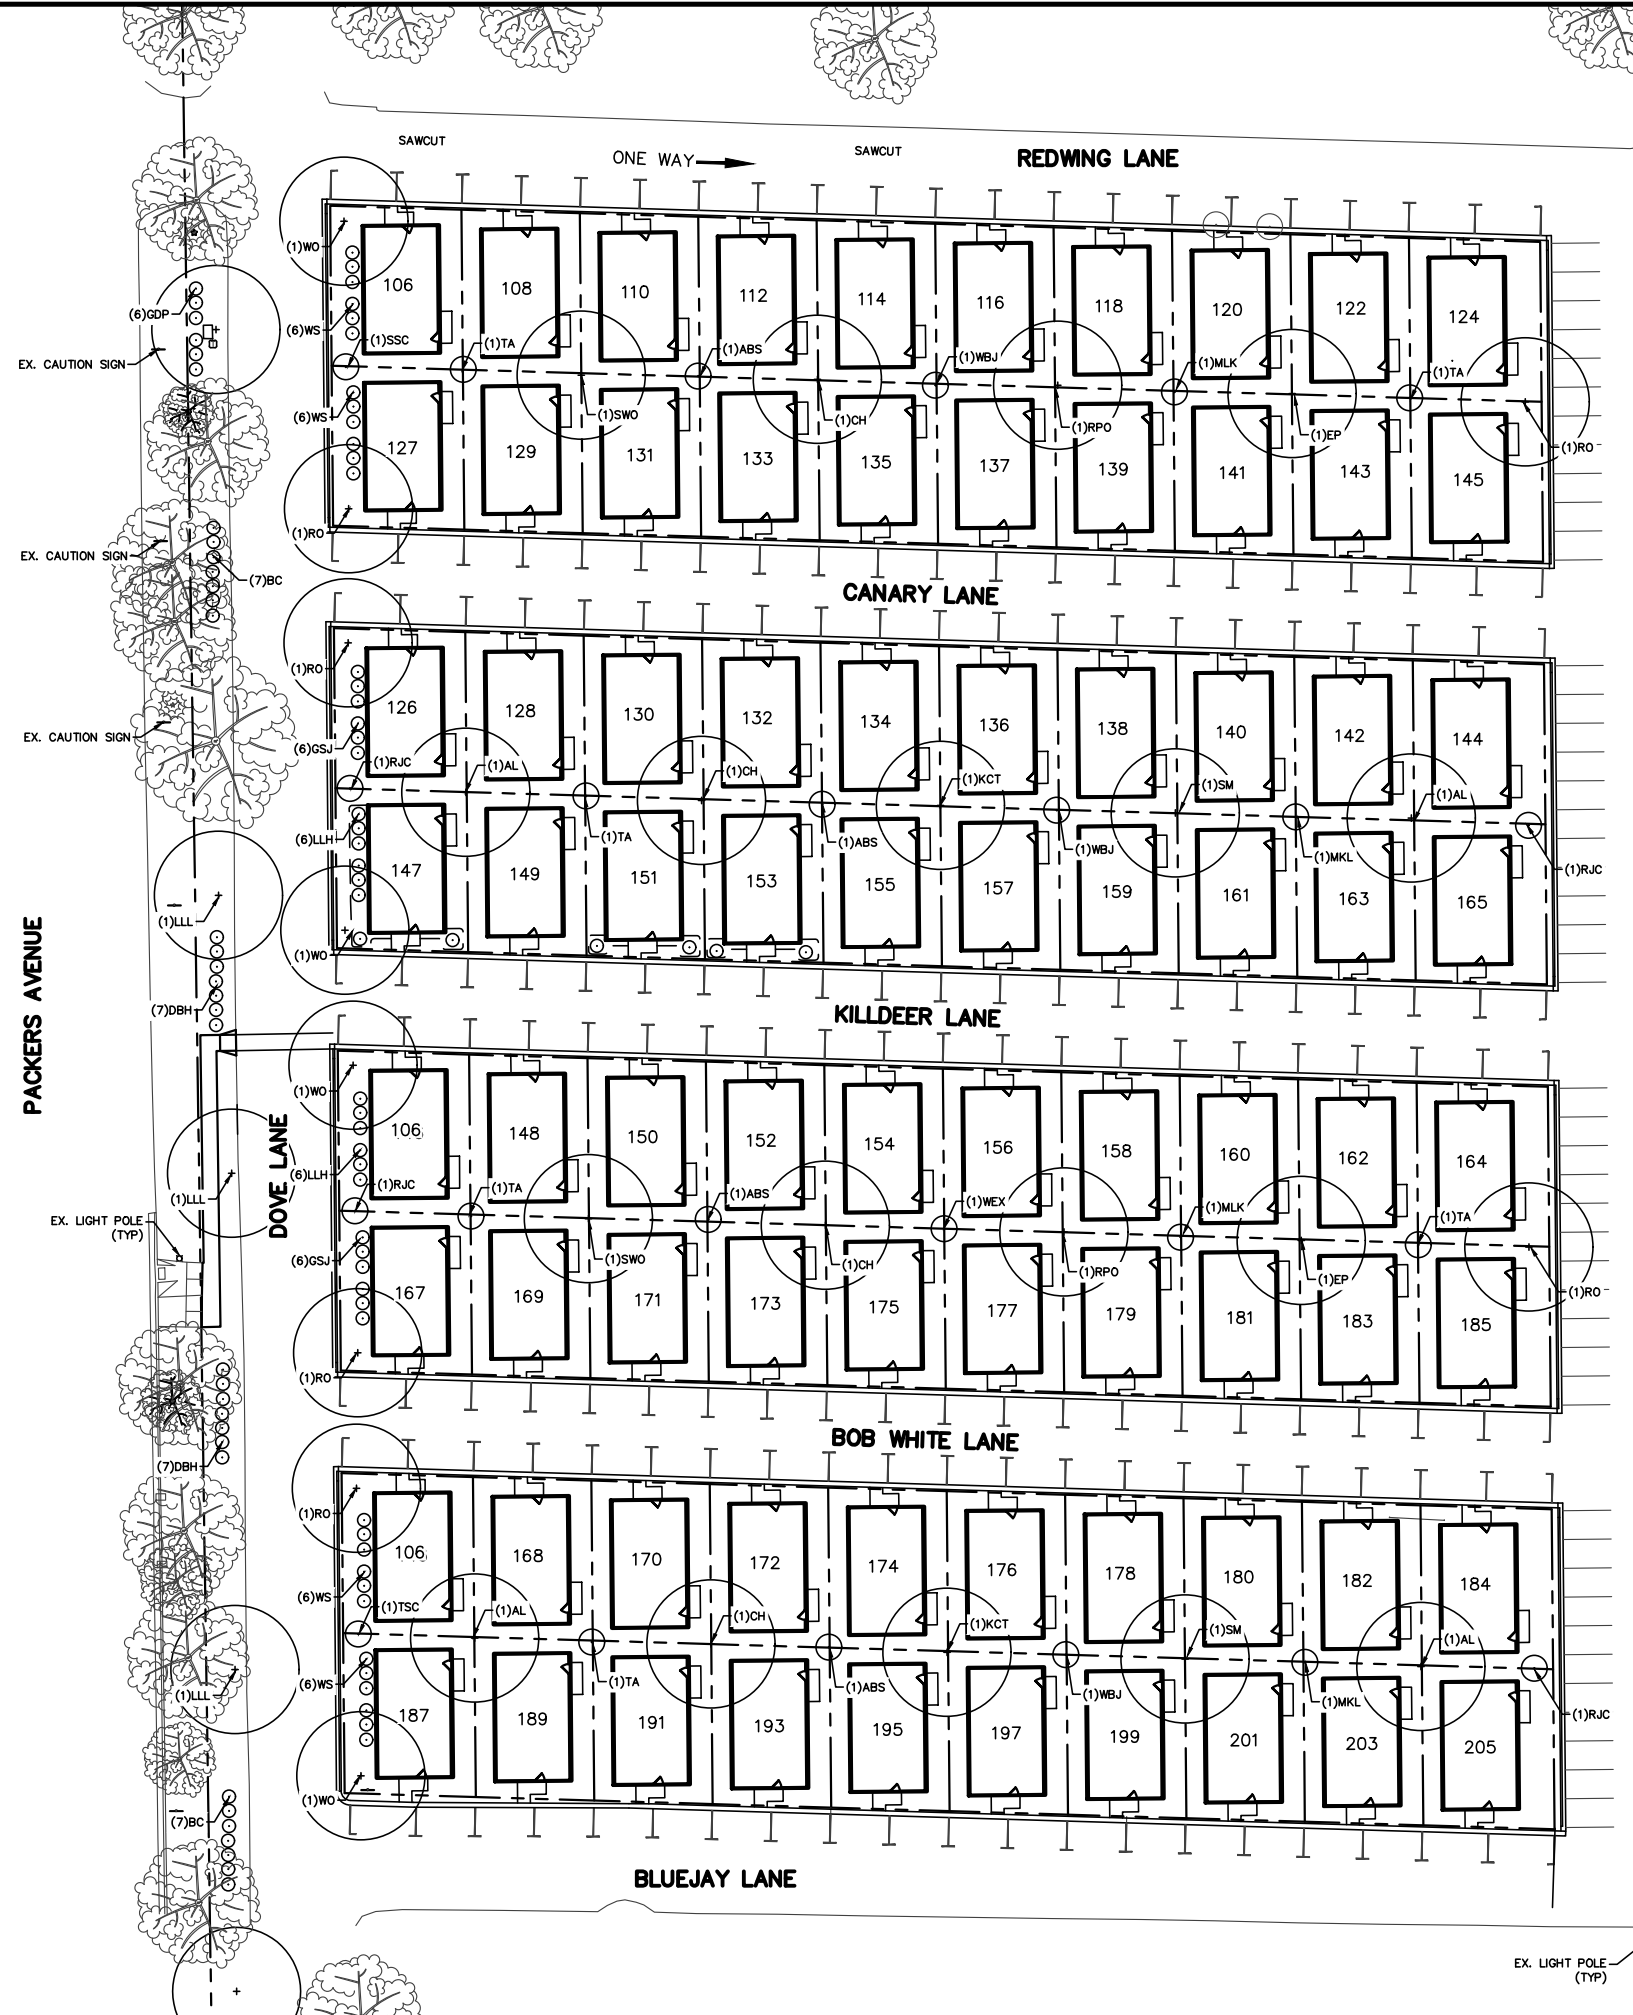 SAWCUT
ONE WAY
SAWCUT
REDWING LANE
(1)WO
106
108
110
112
114
116
118
120
122
124
(6)GDP
(6)WS
(1)SSC
(1)TA
(1)ABS
(1)WBJ
(1)MLK
(1)TA
EX. CAUTION SIGN
(6)WS
(1)SWO
(1)CH
(1)RPO
(1)EP
(1)RO
127
129
131
133
135
137
139
141
143
145
(1)RO
EX. CAUTION SIGN
(7)BC
CANARY LANE
(1)RO
126
128
130
132
134
136
138
140
142
144
EX. CAUTION SIGN
(6)GSJ
(1)RJC
(1)AL
(1)CH
(1)KCT
(1)SM
(1)AL
(6)LLH
(1)TA
(1)ABS
(1)WBJ
(1)MKL
(1)RJC
147
149
151
153
155
157
159
161
163
165
(1)LLL
(1)WO
PACKERS AVENUE
(7)DBH
KILLDEER LANE
(1)WO
DOVE LANE
106
148
150
152
154
156
158
160
162
164
(6)LLH
(1)RJC
(1)TA
(1)ABS
(1)WEX
(1)MLK
(1)TA
(1)LLL
EX. LIGHT POLE
(TYP)
(6)GSJ
(1)SWO
(1)CH
(1)RPO
(1)EP
(1)RO
167
169
171
173
175
177
179
181
183
185
(1)RO
BOB WHITE LANE
(7)DBH
(1)RO
106
168
170
172
174
176
178
180
182
184
(6)WS
(1)TSC
(1)AL
(1)CH
(1)KCT
(1)SM
(1)AL
(6)WS
(1)LLL
(1)TA
(1)ABS
(1)WBJ
(1)MKL
(1)RJC
187
189
191
193
195
197
199
201
203
205
(1)WO
(7)BC
BLUEJAY LANE
EX. LIGHT POLE
(TYP)